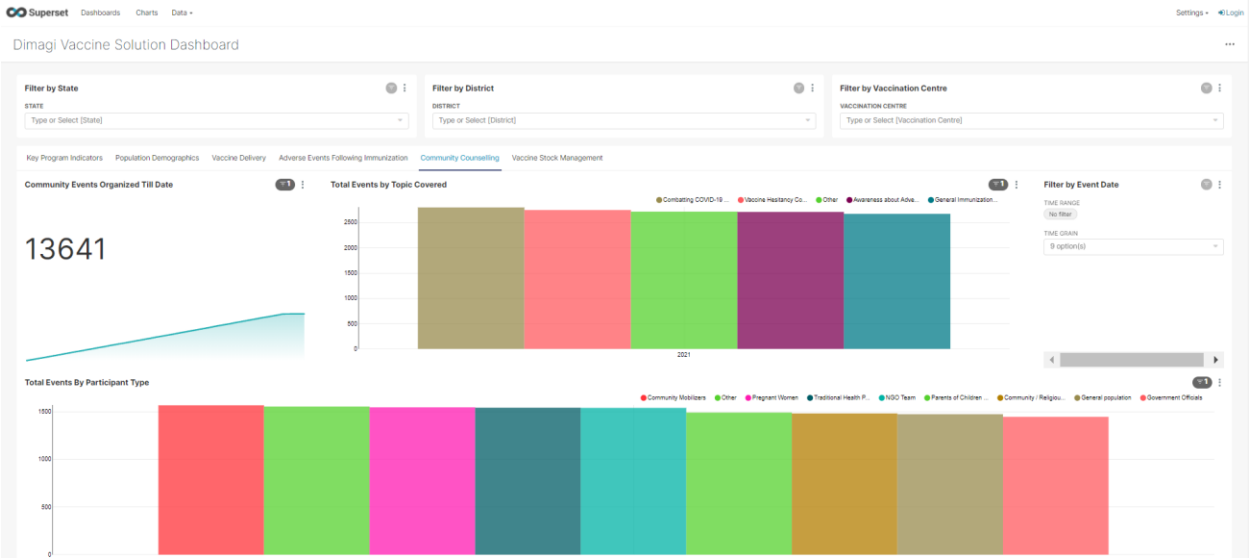 Superset Dashboards Charts Data Settings Login
Dimagi Vaccine Solution Dashboard
Filter by State
STATE
Type or Select [State]
Filter by District
DISTRICT
Type or Select [District]
Filter by Vaccination Centre
VACCINATION CENTRE
Type or Select [Vaccination Centre]
Key Program Indicators Population Demographics Vaccine Delivery Adverse Events Following Immunization Community Counselling Vaccine Stock Management
Community Events Organized Till Date 1
13641
Total Events by Topic Covered 1
Combatting COVID-19 ... Vaccine Hesitancy Co... Other Awareness about Adve... General Immunization...
2500
2000
1500
1000
500
0
2021
Filter by Event Date
TIME RANGE
No filter
TIME GRAIN
9 option(s)
Total Events By Participant Type 1
Community Mobilizers Other Pregnant Women Traditional Health P... NGO Team Parents of Children ... Community / Religiou... General population Government Officials
1500
1000
500
0